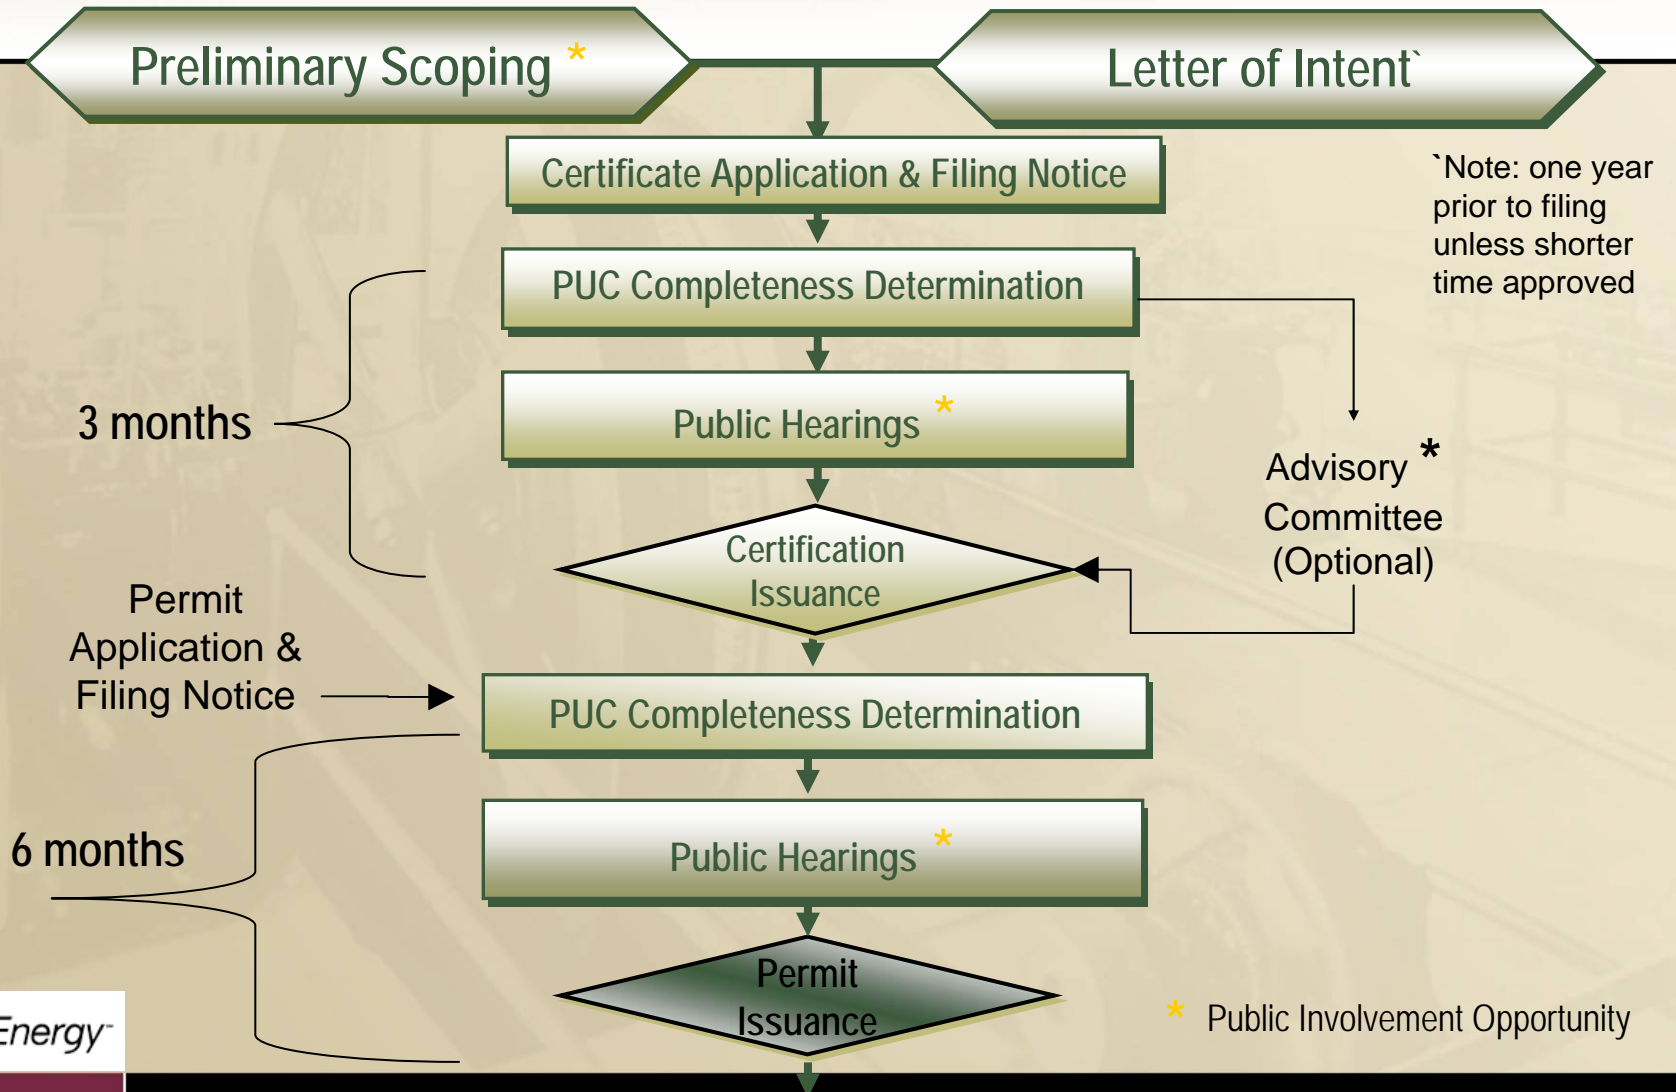 Preliminary Scoping *
Letter of Intent`
Certificate Application & Filing Notice
`Note: one year
prior to filing
unless shorter
time approved
PUC Completeness Determination
3 months
Public Hearings *
Advisory *
Committee
(Optional)
Certification
Issuance
Permit
Application &
Filing Notice
PUC Completeness Determination
6 months
Public Hearings *
Permit
Issuance
* Public Involvement Opportunity
Energy